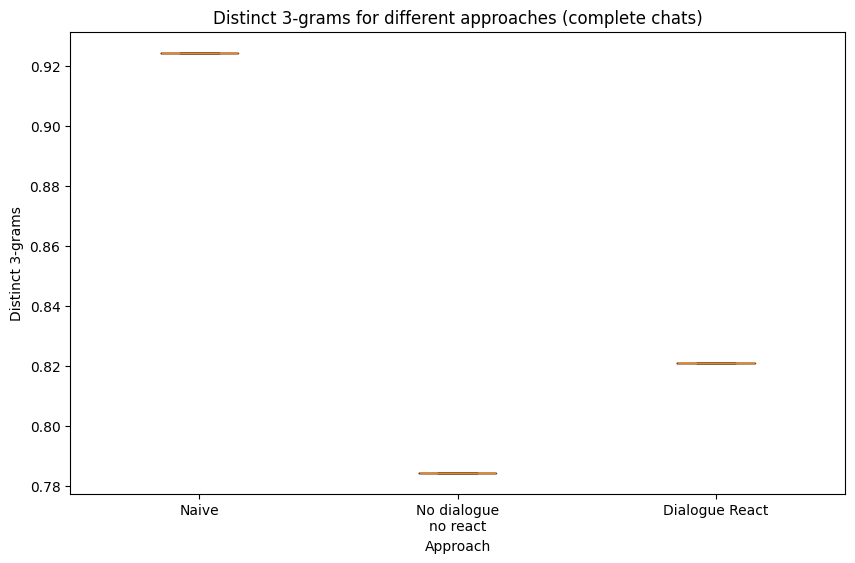 Distinct 3-grams for different approaches (complete chats)
Distinct 3-grams
0.92
0.90
0.88
0.86
0.84
0.82
0.80
0.78
Naive
No dialogue
no react
Dialogue React
Approach